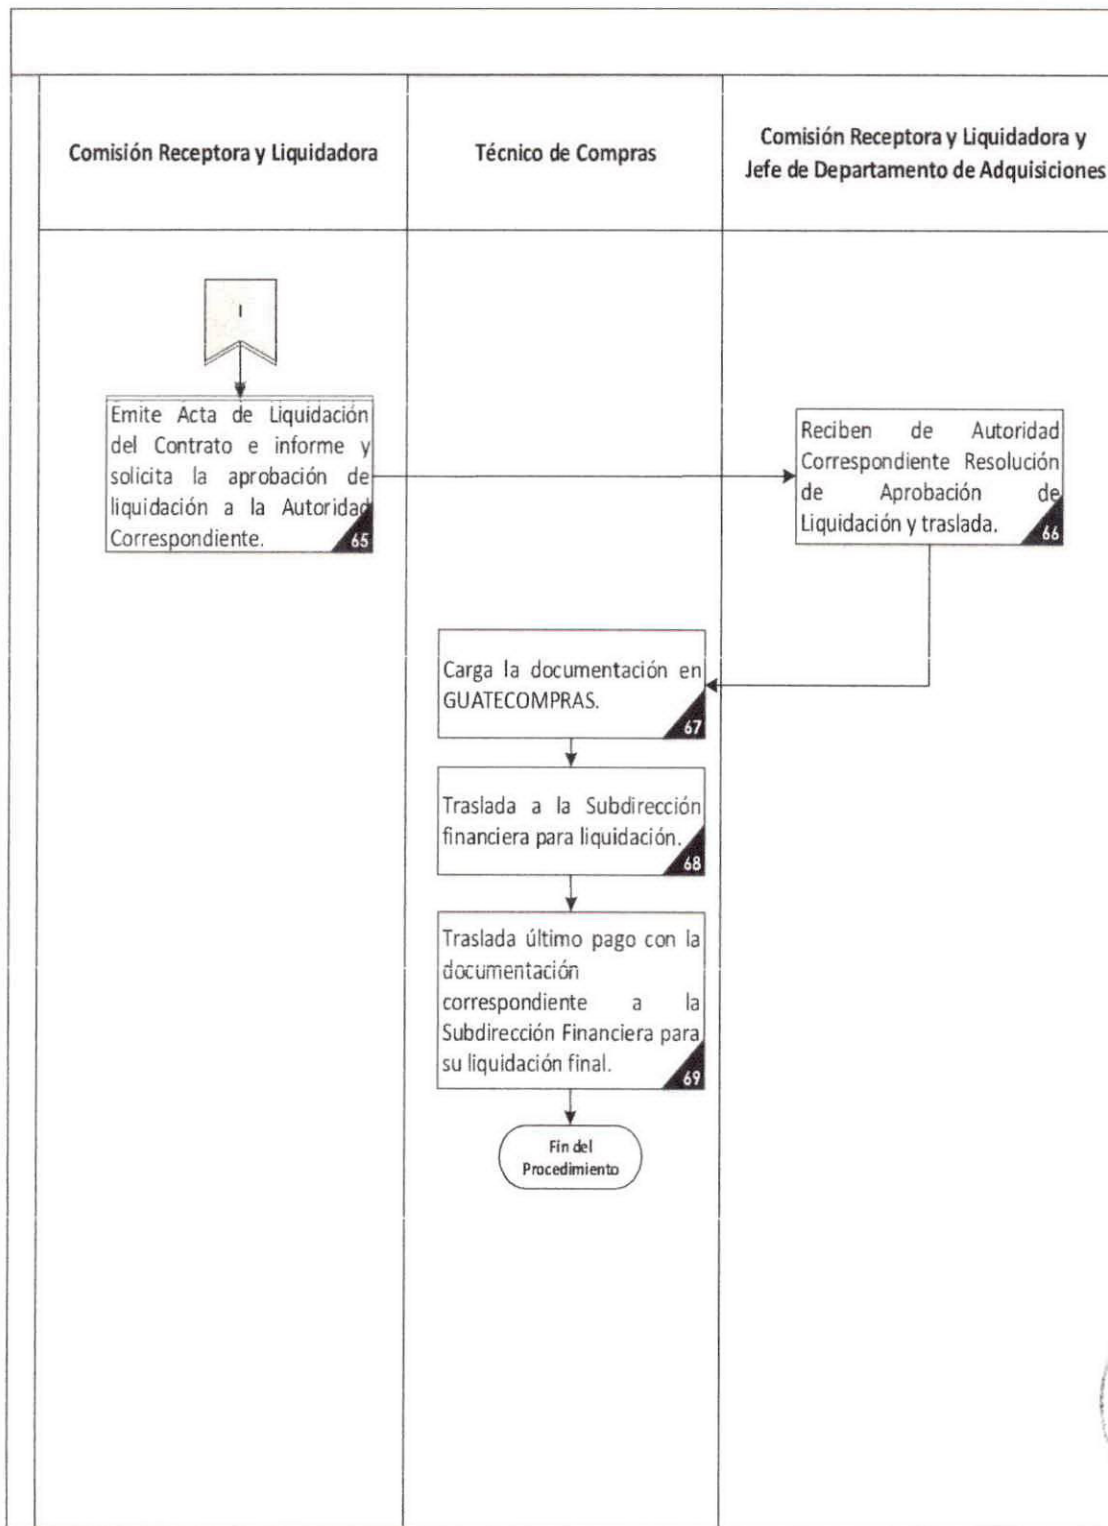 Comisión Receptora y Liquidadora
Técnico de Compras
Comisión Receptora y Liquidadora y
Jefe de Departamento de Adquisiciones
I
Emite Acta de Liquidación
del Contrato e informe y
solicita la aprobación de
liquidación a la Autoridad
Correspondiente.
65
Reciben de Autoridad
Correspondiente Resolución
de Aprobación de
Liquidación y traslada.
66
Carga la documentación en
GUATECOMPRAS.
67
Traslada a la Subdirección
financiera para liquidación.
68
Traslada último pago con la
documentación
correspondiente a la
Subdirección Financiera para
su liquidación final.
69
Fin del
Procedimiento